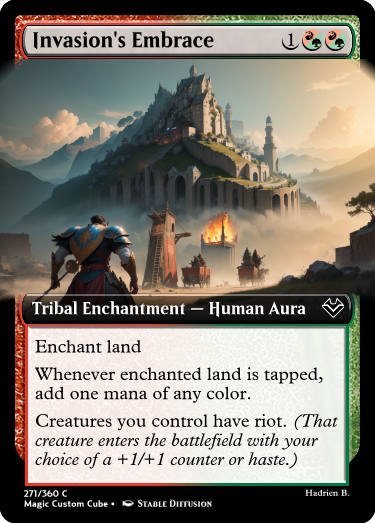 Invasion's Embrace 1
Tribal Enchantment — Human Aura
Enchant land
Whenever enchanted land is tapped,
add one mana of any color.
Creatures you control have riot. (That
creature enters the battlefield with your
choice of a +1/+1 counter or haste.)
271/360 C Hadrien B.
Magic Custom Cube • Stable Diffusion